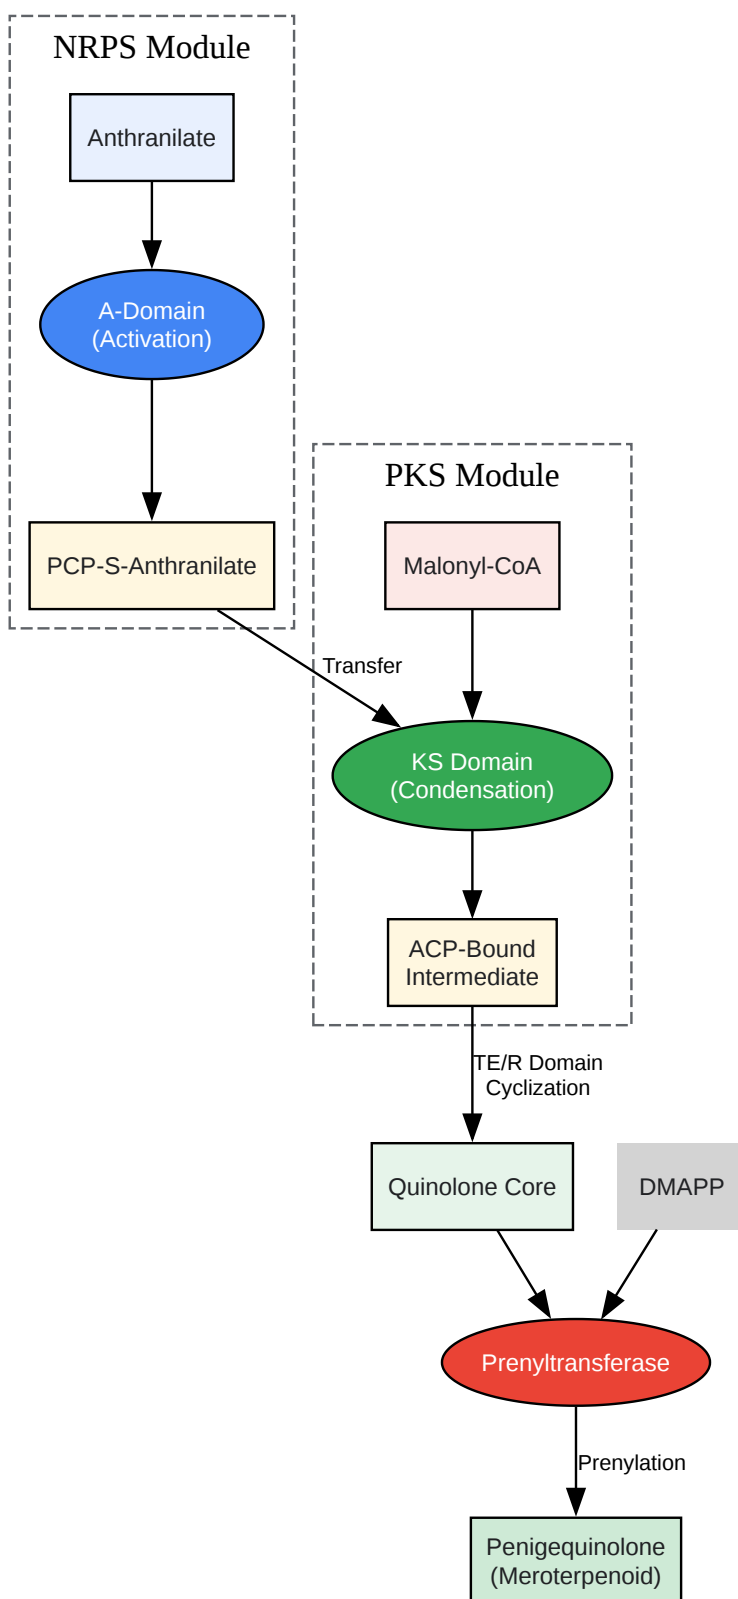 NRPS Module
Anthranilate
A-Domain
(Activation)
PCP-S-Anthranilate
PKS Module
Malonyl-CoA
Transfer
KS Domain
(Condensation)
ACP-Bound
Intermediate
TE/R Domain
Cyclization
Quinolone Core
DMAPP
Prenyltransferase
Prenylation
Penigequinolone
(Meroterpenoid)